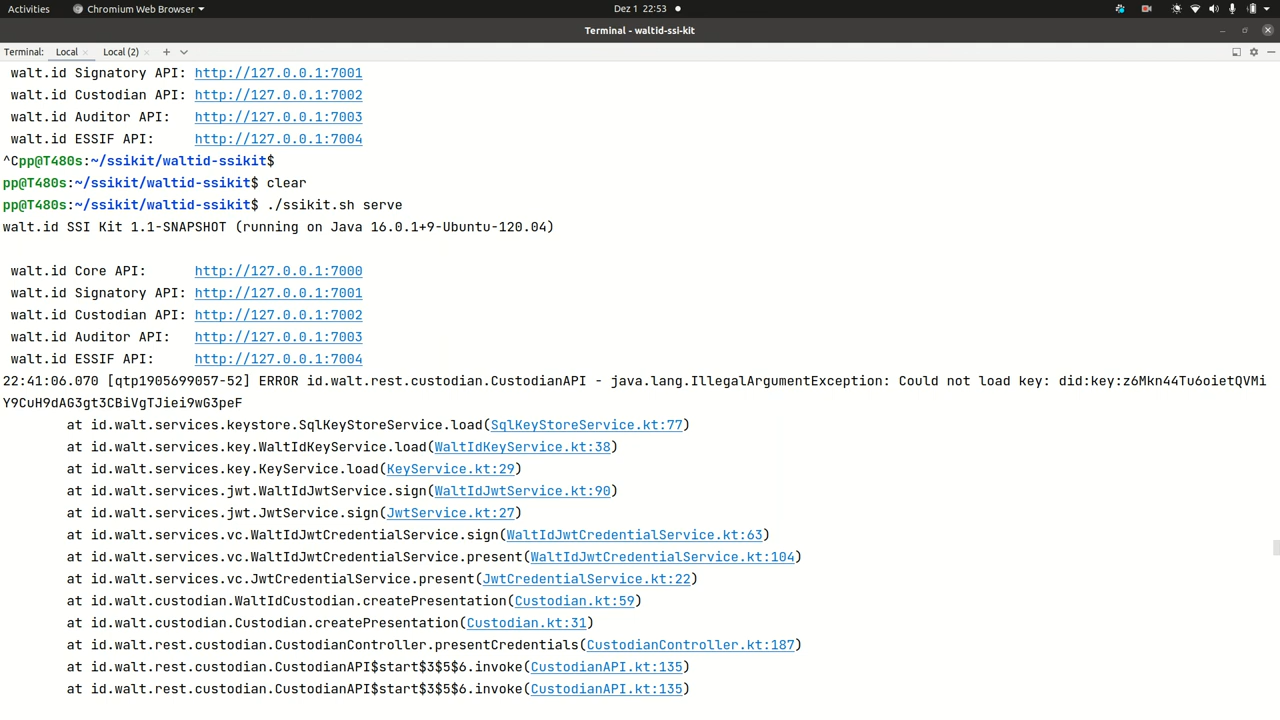 Activities Chromium Web Browser Dez 1 22:53
Terminal - waltid-ssi-kit
Terminal: Local × Local (2) × +
walt.id Signatory API: http://127.0.0.1:7001
walt.id Custodian API: http://127.0.0.1:7002
walt.id Auditor API: http://127.0.0.1:7003
walt.id ESSIF API: http://127.0.0.1:7004
^Cpp@T480s:~/ssikit/waltid-ssikit$
pp@T480s:~/ssikit/waltid-ssikit$ clear
pp@T480s:~/ssikit/waltid-ssikit$ ./ssikit.sh serve
walt.id SSI Kit 1.1-SNAPSHOT (running on Java 16.0.1+9-Ubuntu-120.04)
walt.id Core API: http://127.0.0.1:7000
walt.id Signatory API: http://127.0.0.1:7001
walt.id Custodian API: http://127.0.0.1:7002
walt.id Auditor API: http://127.0.0.1:7003
walt.id ESSIF API: http://127.0.0.1:7004
22:41:06.070 [qtp1905699057-52] ERROR id.walt.rest.custodian.CustodianAPI - java.lang.IllegalArgumentException: Could not load key: did:key:z6Mkn44Tu6oietQVMi
Y9CuH9dAG3gt3CBiVgTJiei9wG3peF
at id.walt.services.keystore.SqlKeyStoreService.load(SqlKeyStoreService.kt:77)
at id.walt.services.key.WaltIdKeyService.load(WaltIdKeyService.kt:38)
at id.walt.services.key.KeyService.load(KeyService.kt:29)
at id.walt.services.jwt.WaltIdJwtService.sign(WaltIdJwtService.kt:90)
at id.walt.services.jwt.JwtService.sign(JwtService.kt:27)
at id.walt.services.vc.WaltIdJwtCredentialService.sign(WaltIdJwtCredentialService.kt:63)
at id.walt.services.vc.WaltIdJwtCredentialService.present(WaltIdJwtCredentialService.kt:104)
at id.walt.services.vc.JwtCredentialService.present(JwtCredentialService.kt:22)
at id.walt.custodian.WaltIdCustodian.createPresentation(Custodian.kt:59)
at id.walt.custodian.Custodian.createPresentation(Custodian.kt:31)
at id.walt.rest.custodian.CustodianController.presentCredentials(CustodianController.kt:187)
at id.walt.rest.custodian.CustodianAPI$start$3$5$6.invoke(CustodianAPI.kt:135)
at id.walt.rest.custodian.CustodianAPI$start$3$5$6.invoke(CustodianAPI.kt:135)